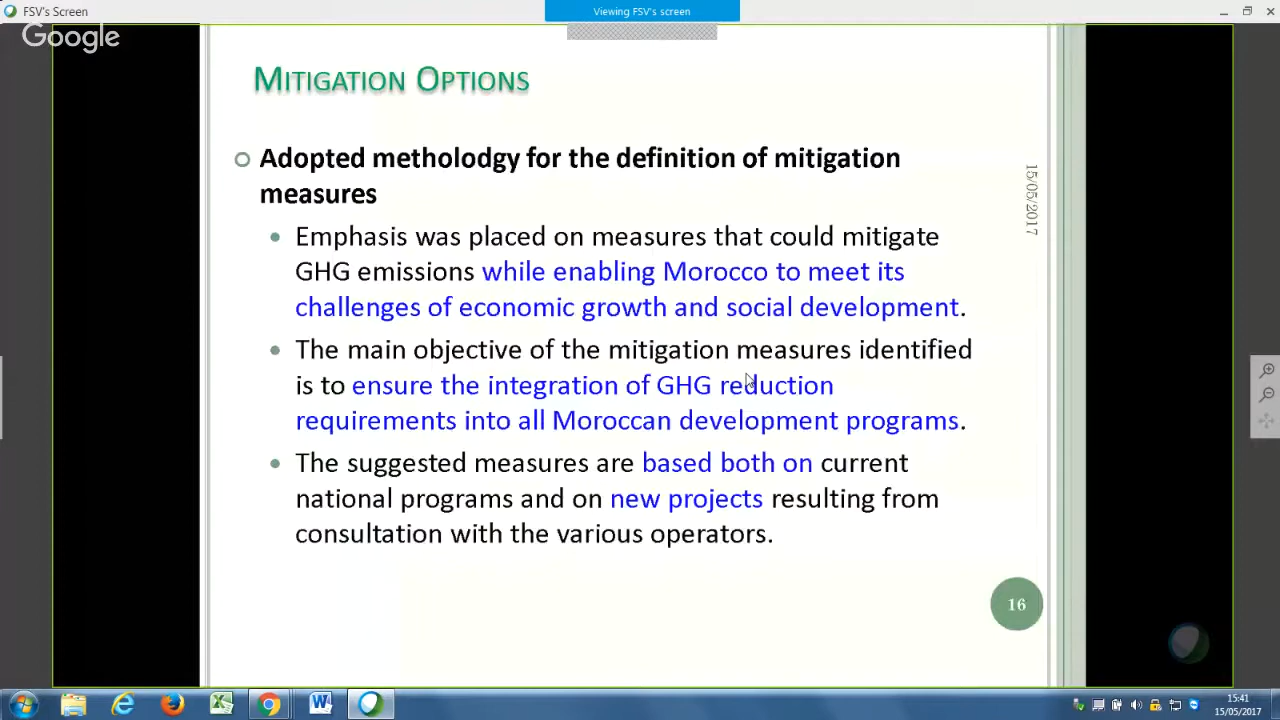 FSV's Screen
Viewing FSV's screen
Google
MITIGATION OPTIONS
Adopted metholodgy for the definition of mitigation
measures
15/05/2017
Emphasis was placed on measures that could mitigate
GHG emissions while enabling Morocco to meet its
challenges of economic growth and social development.
The main objective of the mitigation measures identified
is to ensure the integration of GHG reduction
requirements into all Moroccan development programs.
The suggested measures are based both on current
national programs and on new projects resulting from
consultation with the various operators.
16
15:41
15/05/2017